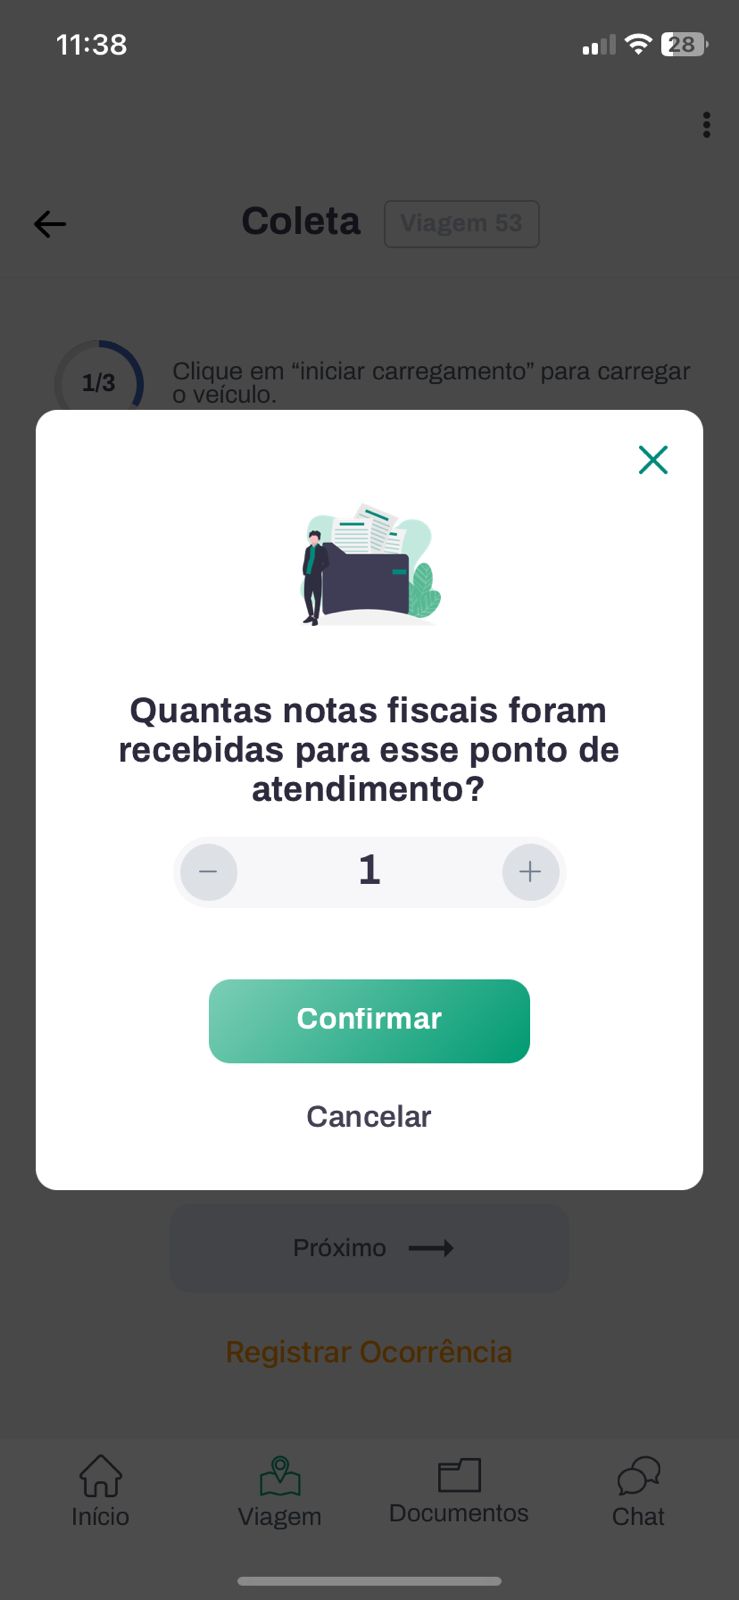 11:38
28
Coleta
Viagem 53
1/3
Clique em “iniciar carregamento” para carregar
o veículo.
Quantas notas fiscais foram
recebidas para esse ponto de
atendimento?
1
Confirmar
Cancelar
Próximo
Registrar Ocorrência
Início
Viagem
Documentos
Chat